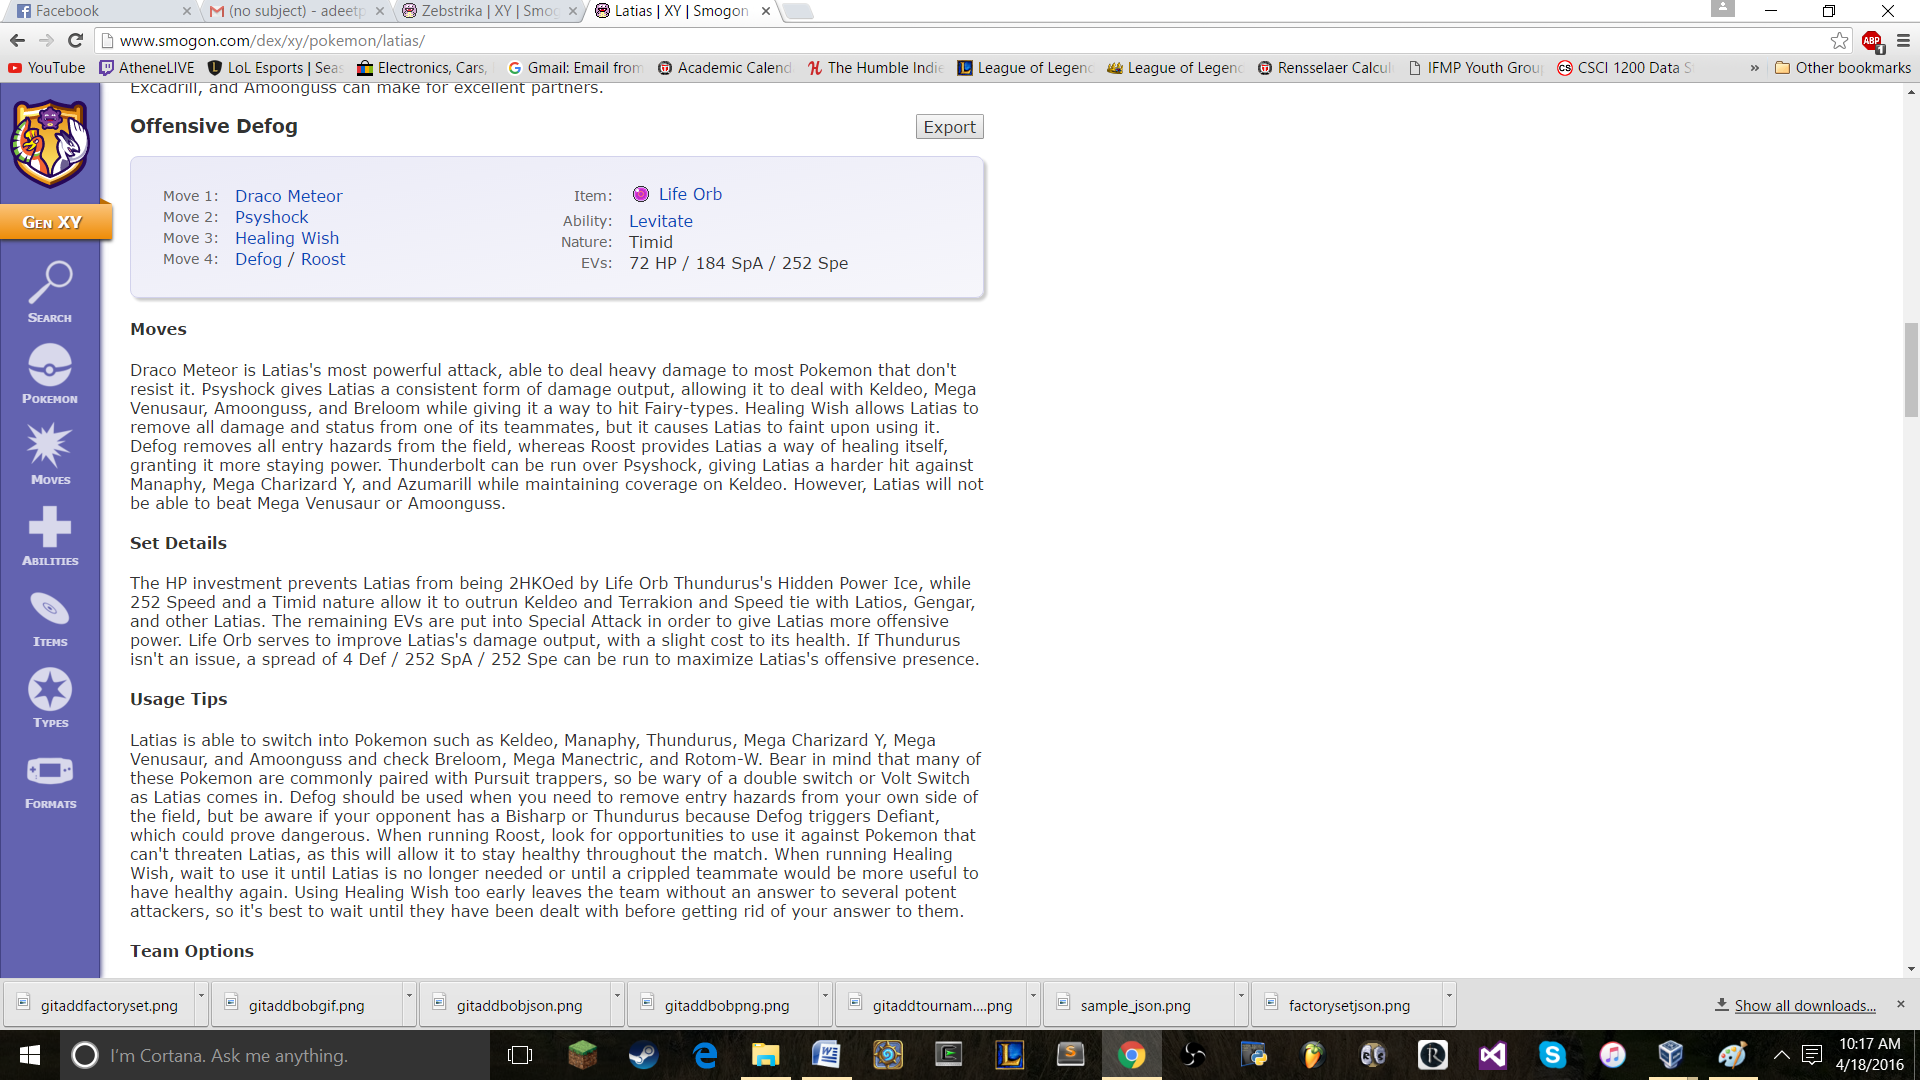 Facebook
(no subject) - adeetp
Zebstrika | XY | Smog
Latias | XY | Smogon
www.smogon.com/dex/xy/pokemon/latias/
ABP
1
YouTube
AtheneLIVE
LoL Esports | Seas
Electronics, Cars,
Gmail: Email from
Academic Calend
The Humble Indie
League of Legenc
League of Legenc
Rensselaer Calcul
IFMP Youth Grou
CSCI 1200 Data S
»
Other bookmarks
Excadrill, and Amoonguss can make for excellent partners.
Offensive Defog
Export
Move 1: Draco Meteor
Move 2: Psyshock
Move 3: Healing Wish
Move 4: Defog / Roost
Item: Life Orb
Ability: Levitate
Nature: Timid
EVs: 72 HP / 184 SpA / 252 Spe
Gen XY
Search
Pokemon
Moves
Abilities
Items
Types
Formats
Moves
Draco Meteor is Latias's most powerful attack, able to deal heavy damage to most Pokemon that don't
resist it. Psyshock gives Latias a consistent form of damage output, allowing it to deal with Keldeo, Mega
Venusaur, Amoonguss, and Breloom while giving it a way to hit Fairy-types. Healing Wish allows Latias to
remove all damage and status from one of its teammates, but it causes Latias to faint upon using it.
Defog removes all entry hazards from the field, whereas Roost provides Latias a way of healing itself,
granting it more staying power. Thunderbolt can be run over Psyshock, giving Latias a harder hit against
Manaphy, Mega Charizard Y, and Azumarill while maintaining coverage on Keldeo. However, Latias will not
be able to beat Mega Venusaur or Amoonguss.
Set Details
The HP investment prevents Latias from being 2HKOed by Life Orb Thundurus's Hidden Power Ice, while
252 Speed and a Timid nature allow it to outrun Keldeo and Terrakion and Speed tie with Latios, Gengar,
and other Latias. The remaining EVs are put into Special Attack in order to give Latias more offensive
power. Life Orb serves to improve Latias's damage output, with a slight cost to its health. If Thundurus
isn't an issue, a spread of 4 Def / 252 SpA / 252 Spe can be run to maximize Latias's offensive presence.
Usage Tips
Latias is able to switch into Pokemon such as Keldeo, Manaphy, Thundurus, Mega Charizard Y, Mega
Venusaur, and Amoonguss and check Breloom, Mega Manectric, and Rotom-W. Bear in mind that many of
these Pokemon are commonly paired with Pursuit trappers, so be wary of a double switch or Volt Switch
as Latias comes in. Defog should be used when you need to remove entry hazards from your own side of
the field, but be aware if your opponent has a Bisharp or Thundurus because Defog triggers Defiant,
which could prove dangerous. When running Roost, look for opportunities to use it against Pokemon that
can't threaten Latias, as this will allow it to stay healthy throughout the match. When running Healing
Wish, wait to use it until Latias is no longer needed or until a crippled teammate would be more useful to
have healthy again. Using Healing Wish too early leaves the team without an answer to several potent
attackers, so it's best to wait until they have been dealt with before getting rid of your answer to them.
Team Options
gitaddfactoryset.png
gitaddbobgif.png
gitaddbobjson.png
gitaddbobpng.png
gitaddtournam....png
sample_json.png
factorysetjson.png
Show all downloads...
I'm Cortana. Ask me anything.
10:17 AM
4/18/2016